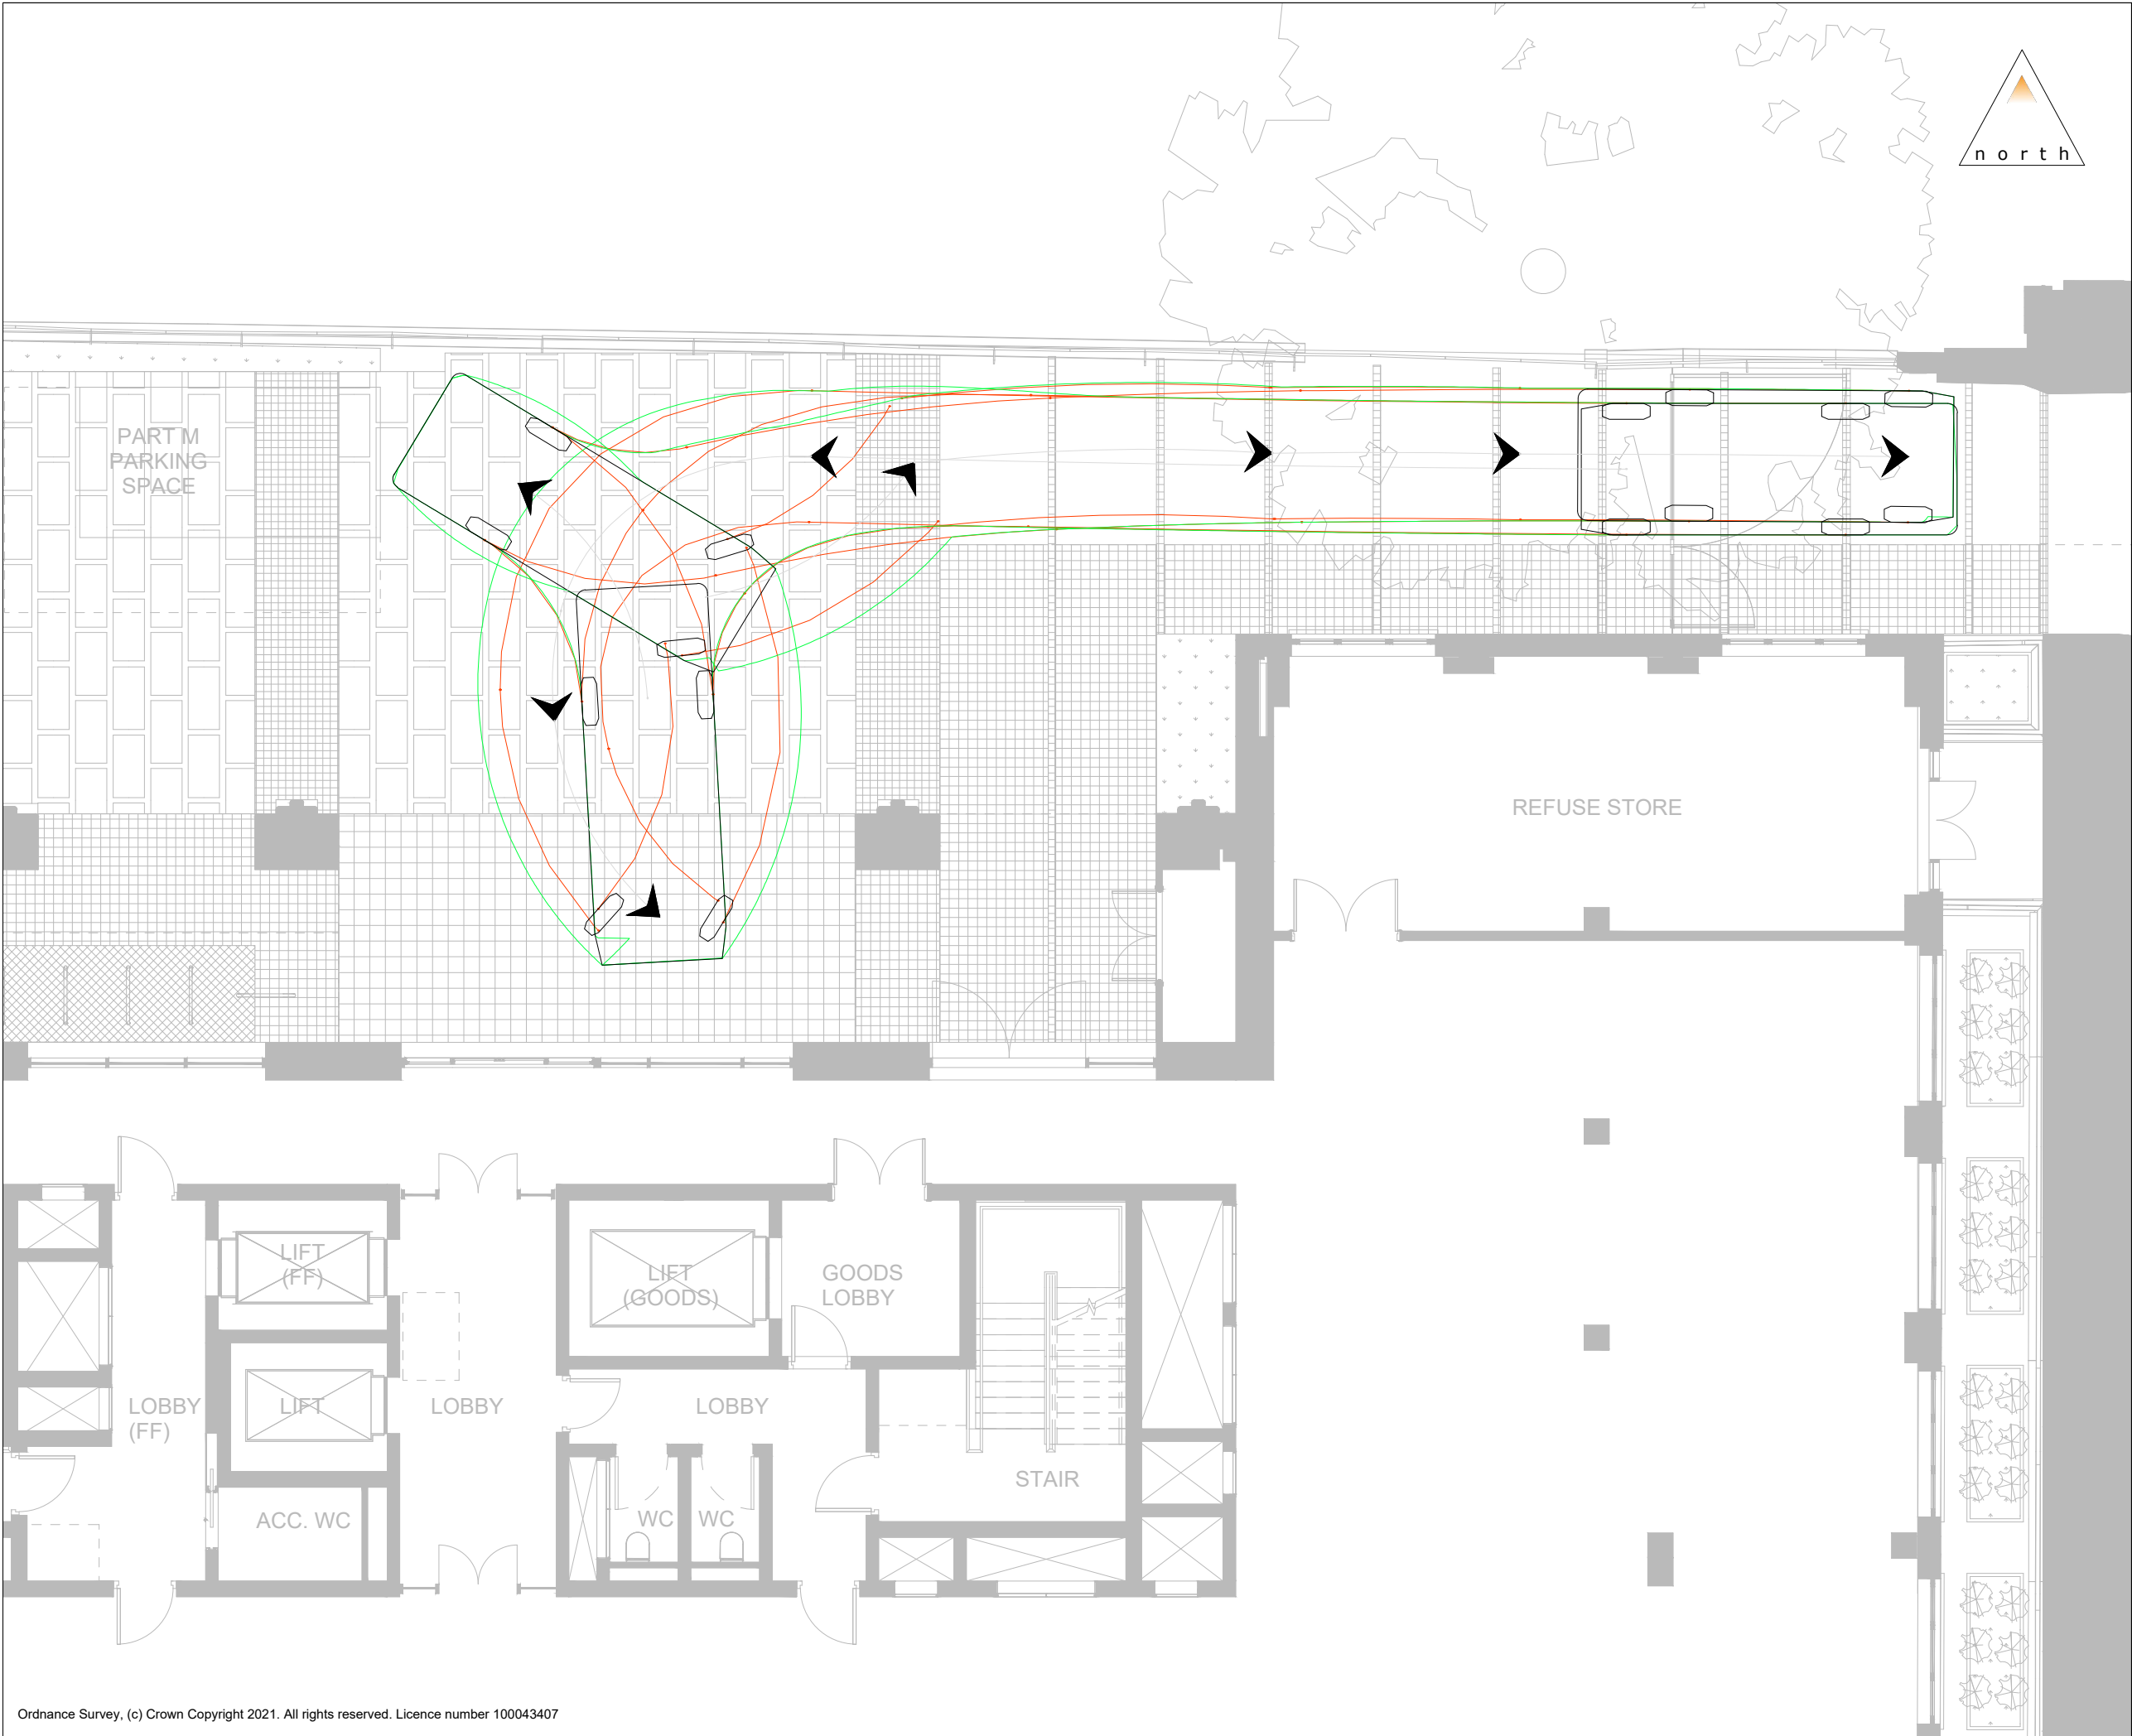 north
PART M
PARKING
SPACE
REFUSE STORE
LIFT
(FF)
LIFT
(GOODS)
GOODS
LOBBY
LIFT
LOBBY
(FF)
LOBBY
LOBBY
STAIR
ACC. WC
WC
WC
Ordnance Survey, (c) Crown Copyright 2021. All rights reserved. Licence number 100043407